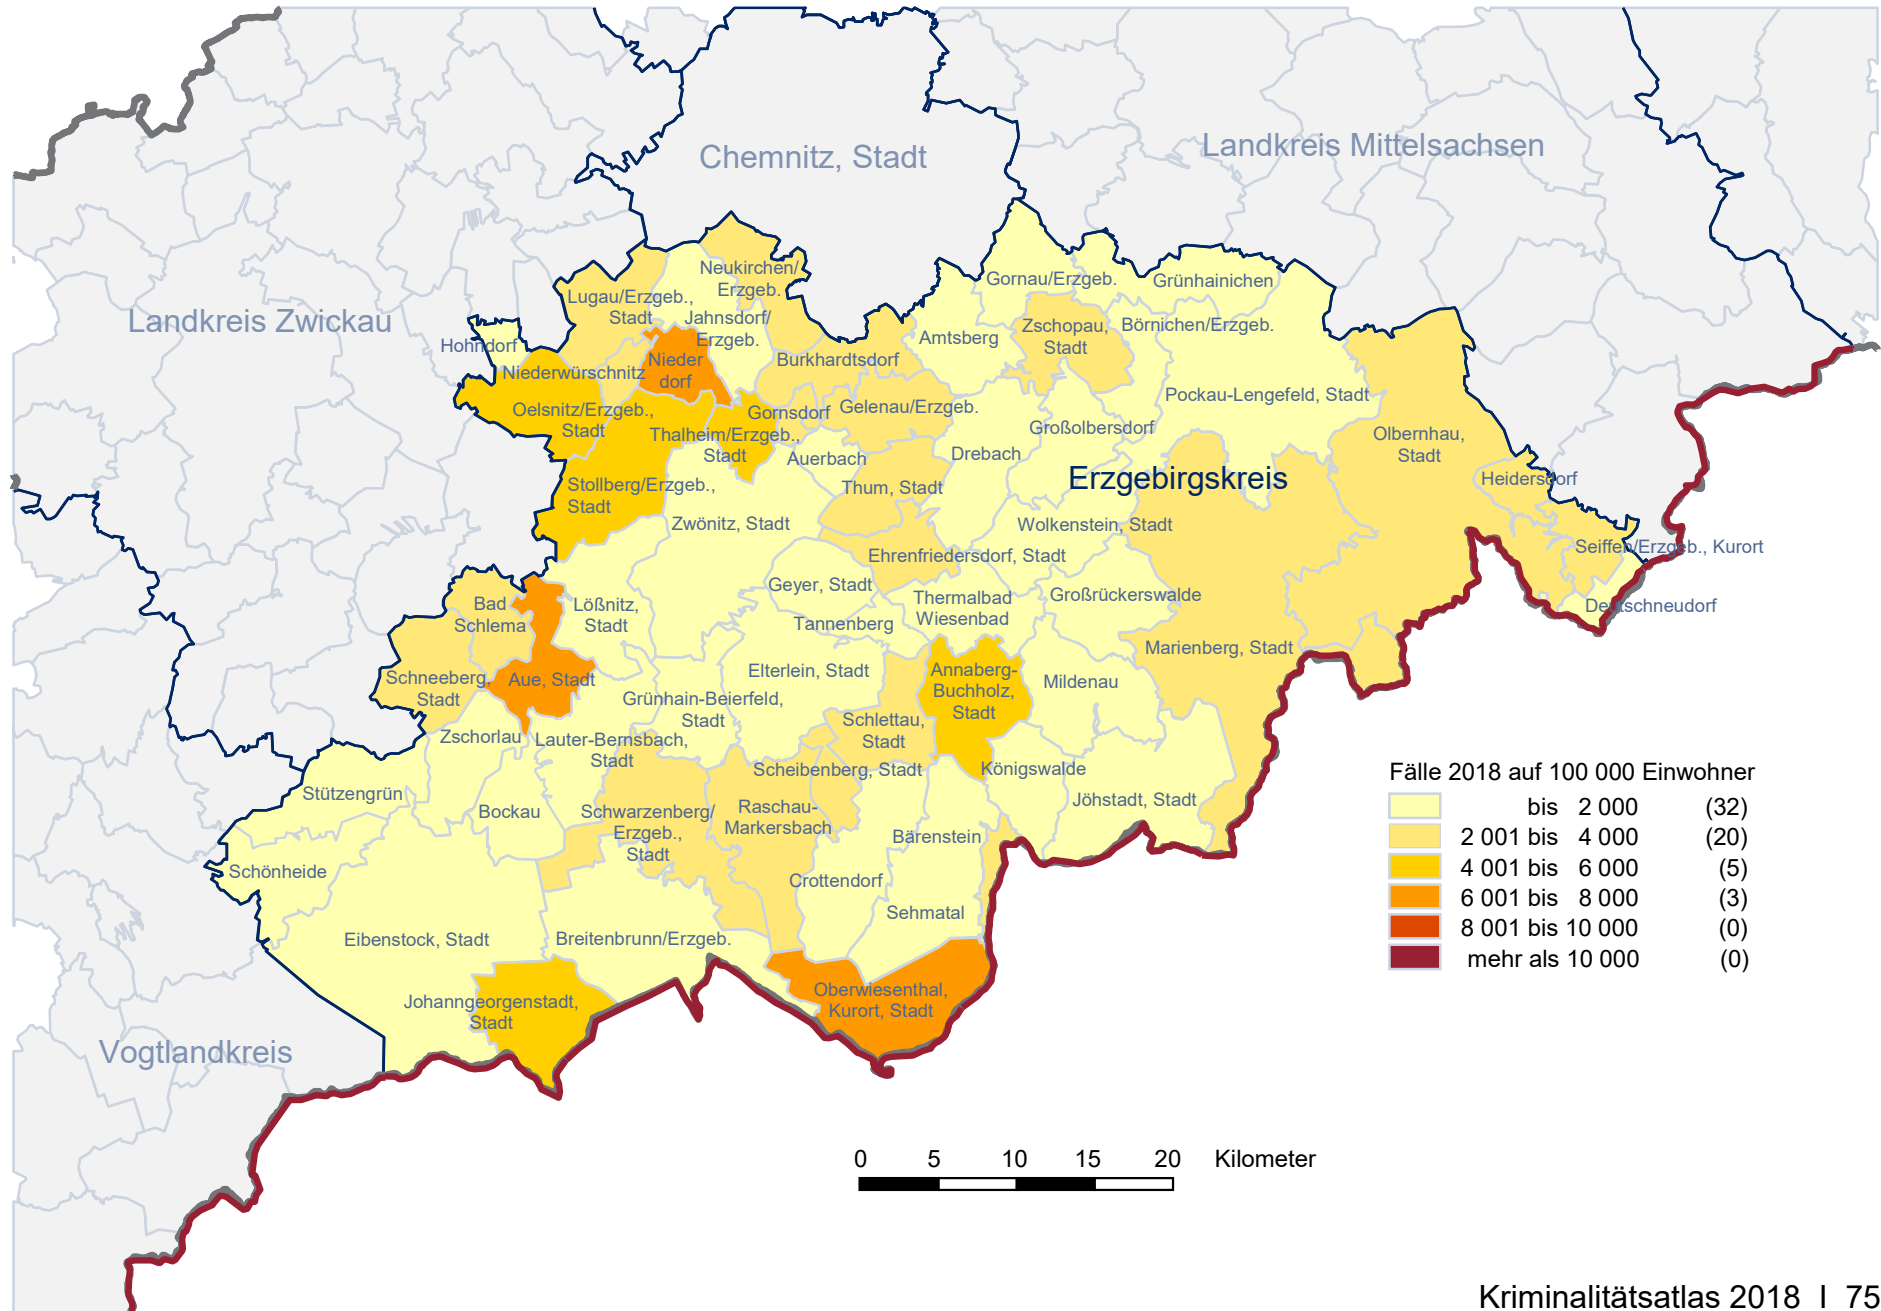 Chemnitz, Stadt
Landkreis Mittelsachsen
Landkreis Zwickau
Neukirchen/
Erzgeb.
Lugau/Erzgeb.,
Stadt
Jahnsdorf/
Erzgeb.
Gornau/Erzgeb.
Grünhainichen
Hohndorf
Nieder
dorf
Burkhardtsdorf
Amtsberg
Zschopau,
Stadt
Börnichen/Erzgeb.
Niederwürschnitz
Oelsnitz/Erzgeb.,
Stadt
Thalheim/Erzgeb.,
Stadt
Gornsdorf
Gelenau/Erzgeb.
Pockau-Lengefeld, Stadt
Großolbersdorf
Olbernhau,
Stadt
Auerbach
Drebach
Erzgebirgskreis
Heidersdorf
Stollberg/Erzgeb.,
Stadt
Thum, Stadt
Zwönitz, Stadt
Wolkenstein, Stadt
Seiffen/Erzgeb., Kurort
Ehrenfriedersdorf, Stadt
Geyer, Stadt
Thermalbad
Wiesenbad
Großrückerswalde
Deutschneudorf
Bad
Schlema
Lößnitz,
Stadt
Tannenberg
Marienberg, Stadt
Schneeberg,
Stadt
Aue, Stadt
Elterlein, Stadt
Annaberg-
Buchholz,
Stadt
Mildenau
Grünhain-Beierfeld,
Stadt
Schlettau,
Stadt
Zschorlau
Lauter-Bernsbach,
Stadt
Scheibenberg, Stadt
Königswalde
Stützengrün
Bockau
Schwarzenberg/
Erzgeb.,
Stadt
Raschau-
Markersbach
Jöhstadt, Stadt
Bärenstein
Schönheide
Crottendorf
Sehmatal
Eibenstock, Stadt
Breitenbrunn/Erzgeb.
Johanngeorgenstadt,
Stadt
Oberwiesenthal,
Kurort, Stadt
Vogtlandkreis
Fälle 2018 auf 100 000 Einwohner
bis 2 000 (32)
2 001 bis 4 000 (20)
4 001 bis 6 000 (5)
6 001 bis 8 000 (3)
8 001 bis 10 000 (0)
mehr als 10 000 (0)
0 5 10 15 20 Kilometer
Kriminalitätsatlas 2018 I 75